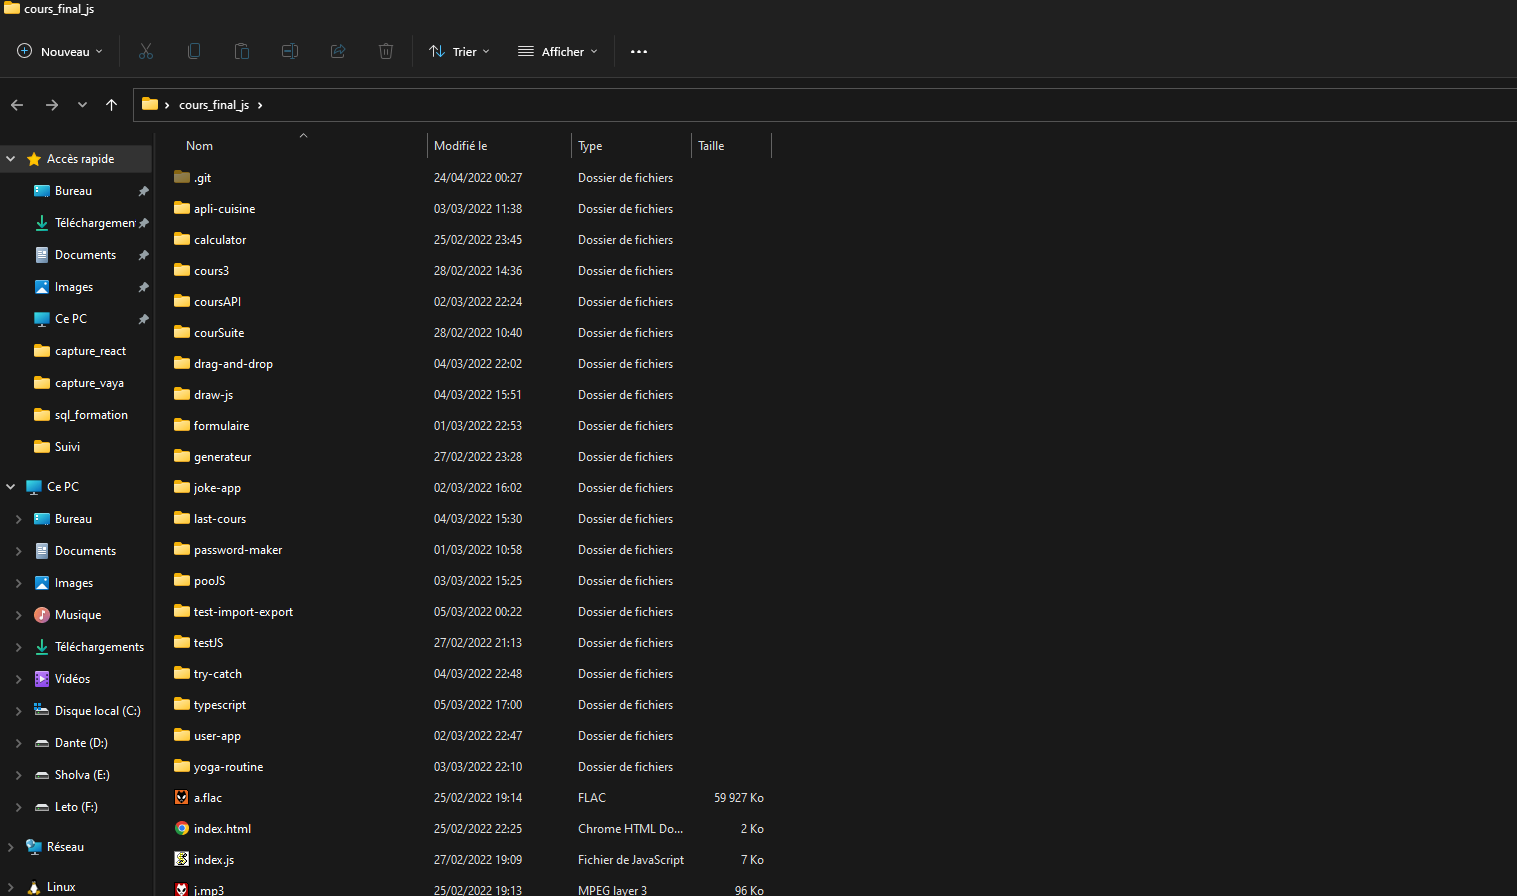 cours_final_js
Nouveau
Trier
Afficher
cours_final_js
Nom
Modifié le
Type
Taille
Accès rapide
Bureau
Téléchargemen
Documents
Images
Ce PC
capture_react
capture_vaya
sql_formation
Suivi
Ce PC
Bureau
Documents
Images
Musique
Téléchargements
Vidéos
Disque local (C:)
Dante (D:)
Sholva (E:)
Leto (F:)
Réseau
Linux
.git 24/04/2022 00:27 Dossier de fichiers
apli-cuisine 03/03/2022 11:38 Dossier de fichiers
calculator 25/02/2022 23:45 Dossier de fichiers
cours3 28/02/2022 14:36 Dossier de fichiers
coursAPI 02/03/2022 22:24 Dossier de fichiers
courSuite 28/02/2022 10:40 Dossier de fichiers
drag-and-drop 04/03/2022 22:02 Dossier de fichiers
draw-js 04/03/2022 15:51 Dossier de fichiers
formulaire 01/03/2022 22:53 Dossier de fichiers
generateur 27/02/2022 23:28 Dossier de fichiers
joke-app 02/03/2022 16:02 Dossier de fichiers
last-cours 04/03/2022 15:30 Dossier de fichiers
password-maker 01/03/2022 10:58 Dossier de fichiers
pooJS 03/03/2022 15:25 Dossier de fichiers
test-import-export 05/03/2022 00:22 Dossier de fichiers
testJS 27/02/2022 21:13 Dossier de fichiers
try-catch 04/03/2022 22:48 Dossier de fichiers
typescript 05/03/2022 17:00 Dossier de fichiers
user-app 02/03/2022 22:47 Dossier de fichiers
yoga-routine 03/03/2022 22:10 Dossier de fichiers
a.flac 25/02/2022 19:14 FLAC 59 927 Ko
index.html 25/02/2022 22:25 Chrome HTML Do... 2 Ko
index.js 27/02/2022 19:09 Fichier de JavaScript 7 Ko
j.mp3 25/02/2022 19:13 MPEG layer 3 96 Ko